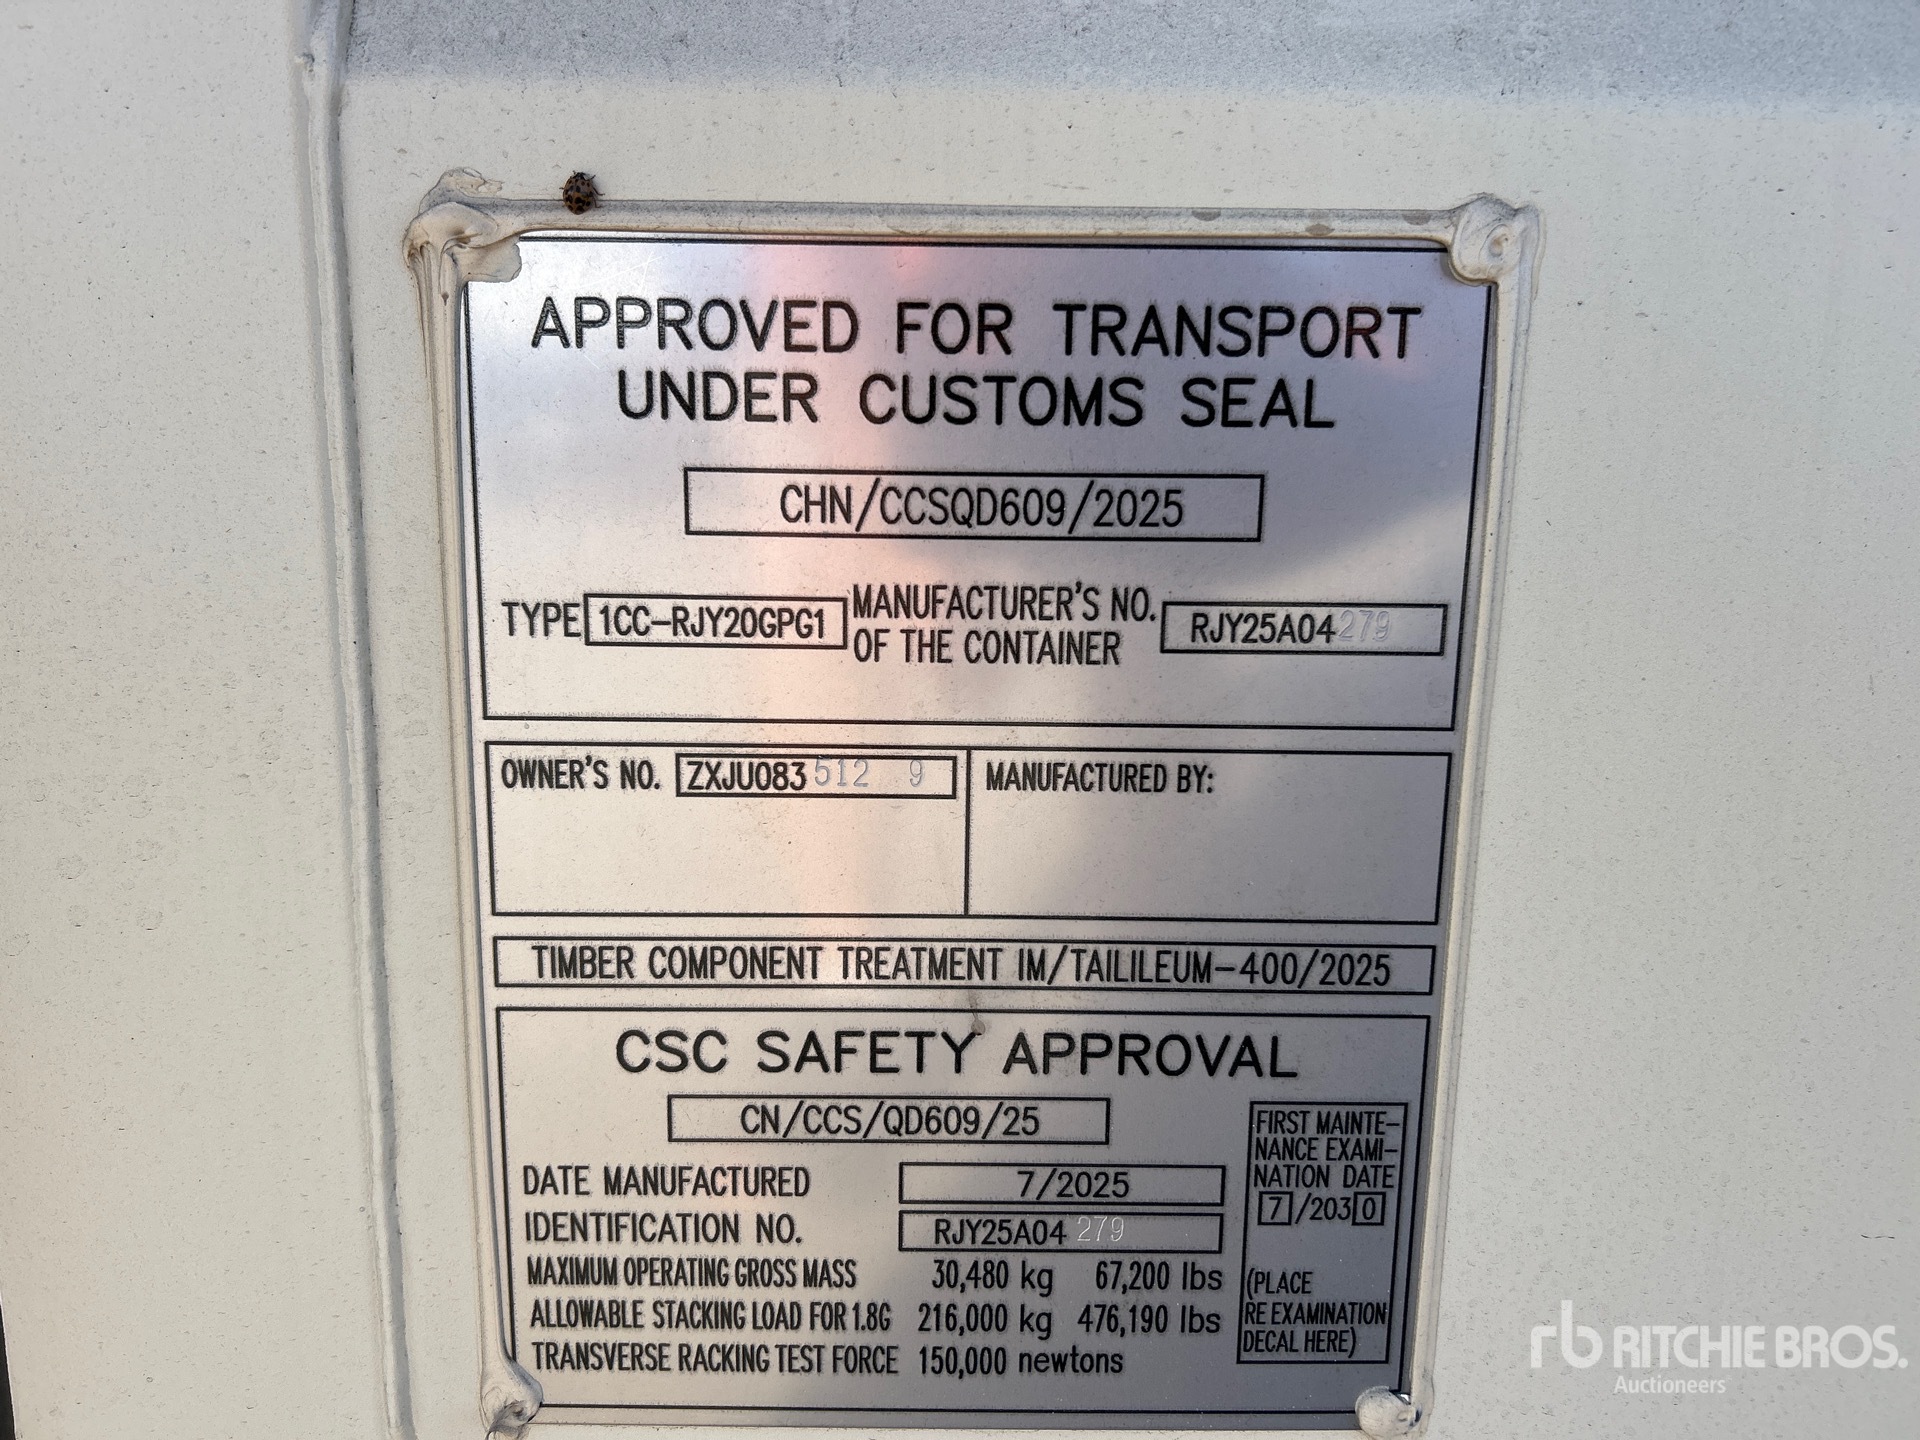 APPROVED FOR TRANSPORT
UNDER CUSTOMS SEAL
CHN/CCSQD609/2025
TYPE 1CC-RJY20GPG1 MANUFACTURER'S NO. OF THE CONTAINER RJY25A04279
OWNER'S NO. ZXJU083512 9
MANUFACTURED BY:
TIMBER COMPONENT TREATMENT IM/TAILILEUM-400/2025
CSC SAFETY APPROVAL
CN/CCS/QD609/25
DATE MANUFACTURED 7/2025
IDENTIFICATION NO. RJY25A04 279
MAXIMUM OPERATING GROSS MASS 30,480 kg 67,200 lbs
ALLOWABLE STACKING LOAD FOR 1.8G 216,000 kg 476,190 lbs
TRANSVERSE RACKING TEST FORCE 150,000 newtons
FIRST MAINTE-
NANCE EXAMI-
NATION DATE
7/2030
(PLACE
RE EXAMINATION
DECAL HERE)
rb RITCHIE BROS.
Auctioneers